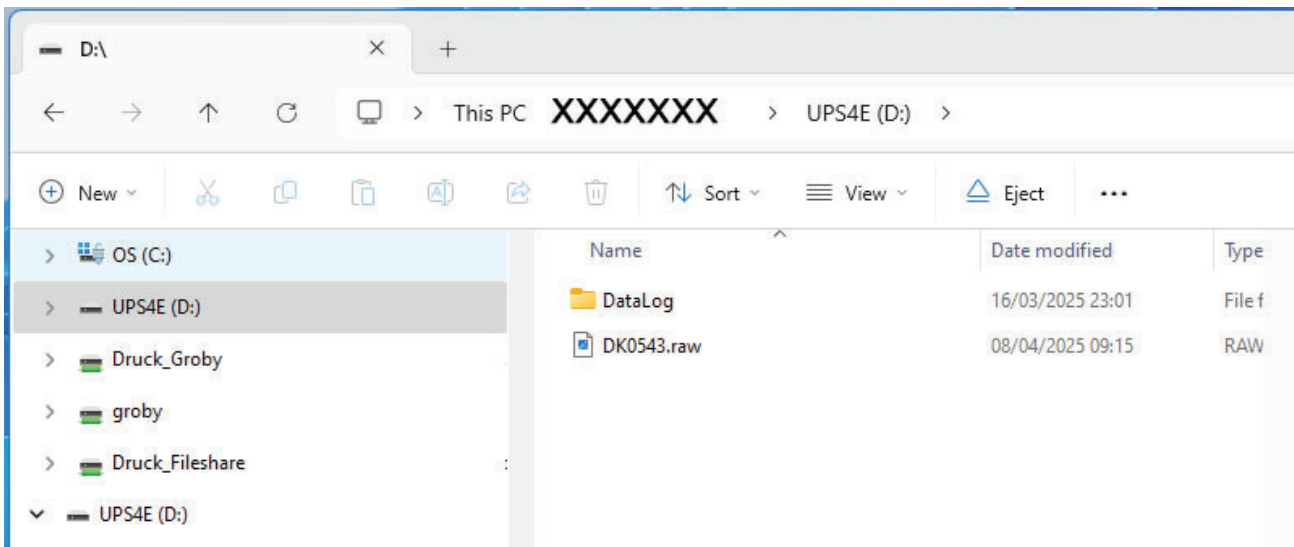 D:\
This PC XXXXXXX > UPS4E (D:) >
New Sort View Eject ...
OS (C:)
UPS4E (D:)
Druck_Groby
groby
Druck_Fileshare
UPS4E (D:)
Name Date modified Type
DataLog 16/03/2025 23:01 File f
DK0543.raw 08/04/2025 09:15 RAW